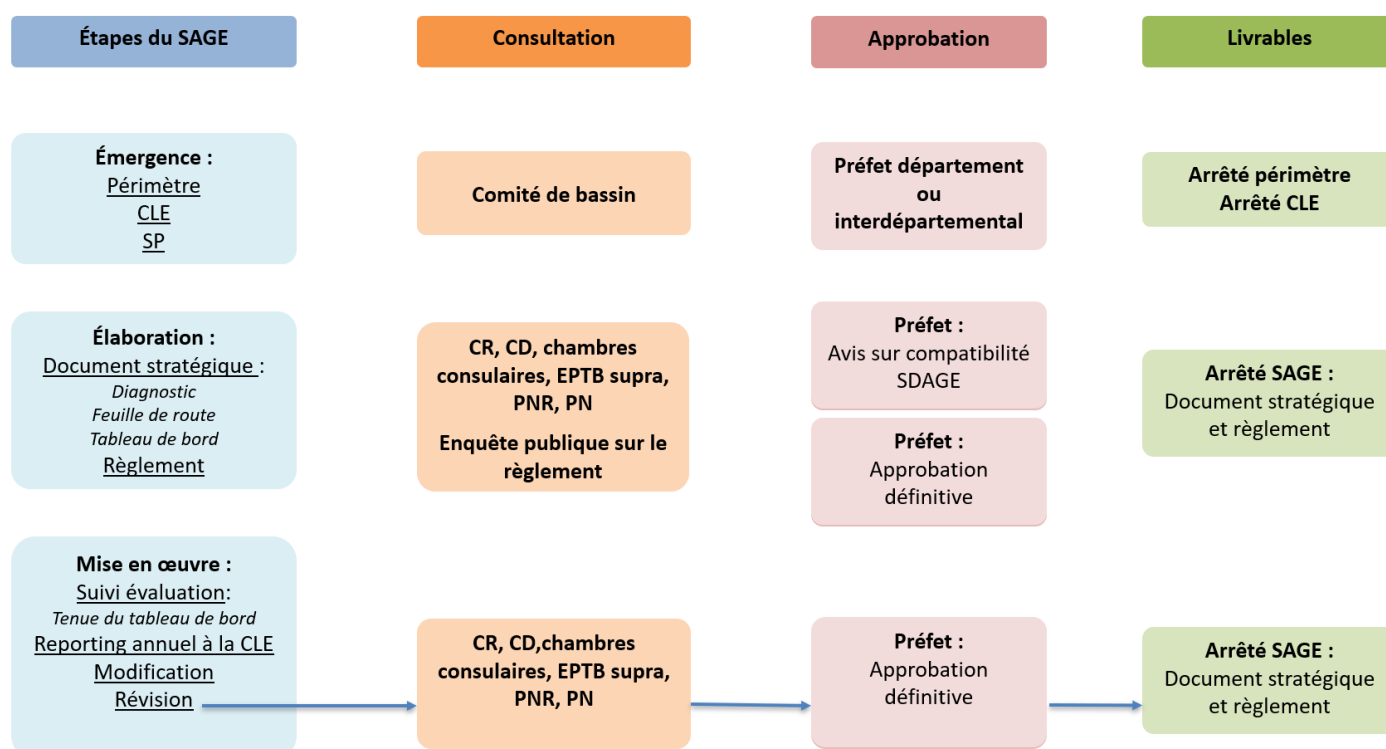 Étapes du SAGE
Consultation
Approbation
Livrables
Émergence :
Périmètre
CLE
SP
Comité de bassin
Préfet département
ou
interdépartemental
Arrêté périmètre
Arrêté CLE
Élaboration :
Document stratégique :
Diagnostic
Feuille de route
Tableau de bord
Règlement
CR, CD, chambres
consulaires, EPTB supra,
PNR, PN
Enquête publique sur le
règlement
Préfet :
Avis sur compatibilité
SDAGE
Préfet :
Approbation
définitive
Arrêté SAGE :
Document stratégique
et règlement
Mise en œuvre :
Suivi évaluation:
Tenue du tableau de bord
Reporting annuel à la CLE
Modification
Révision
CR, CD,chambres
consulaires, EPTB supra,
PNR, PN
Préfet :
Approbation
définitive
Arrêté SAGE :
Document stratégique
et règlement